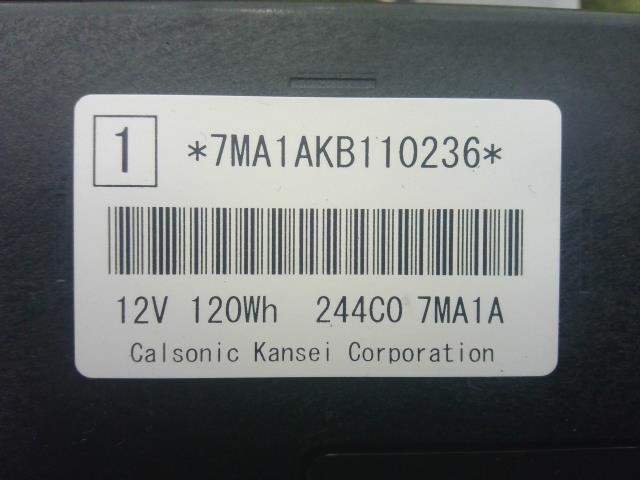 1 *7MA1AKB110236*
12V 120Wh 244C0 7MA1A
Calsonic Kansei Corporation